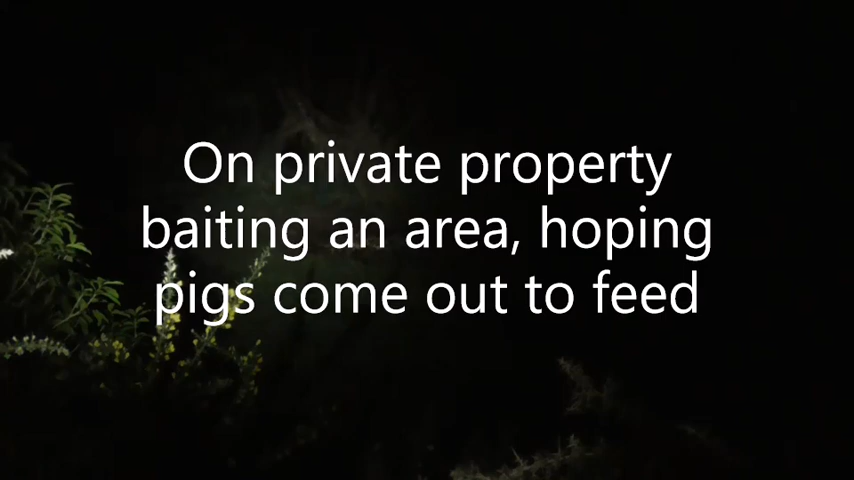 On private property
baiting an area, hoping
pigs come out to feed